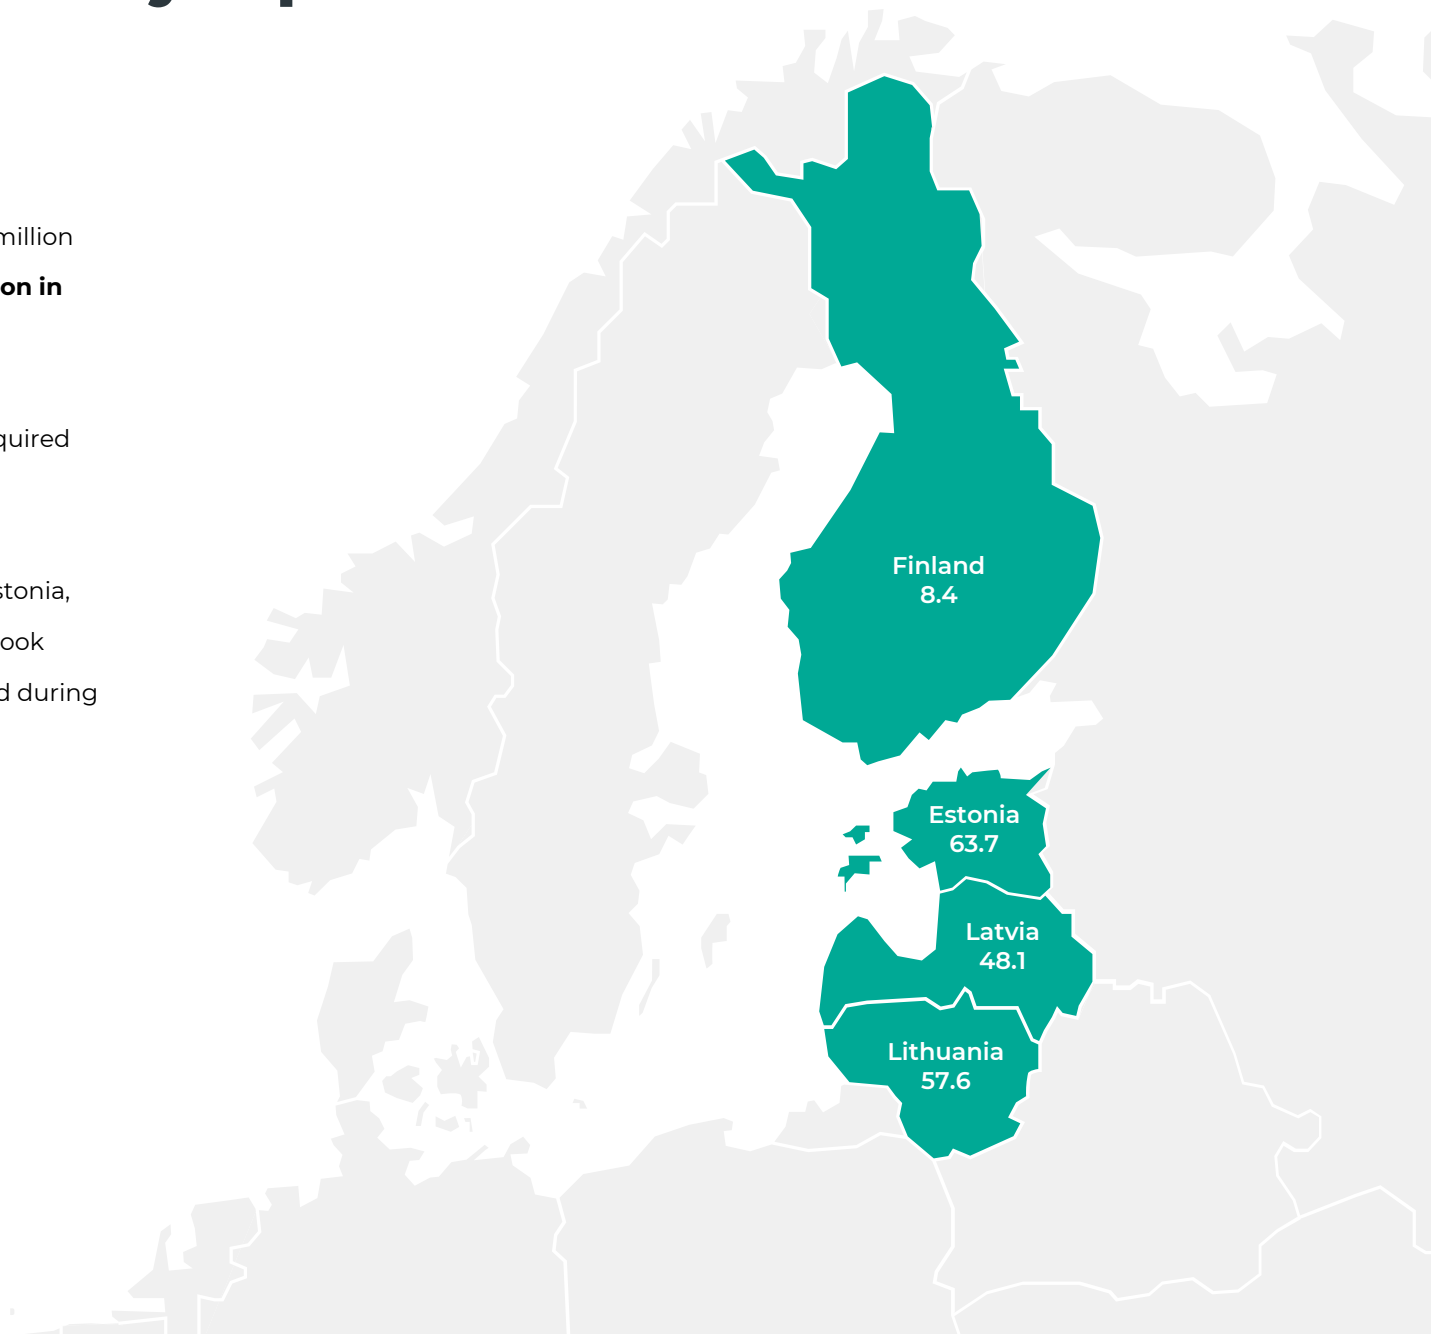 million
on in
quired
stonia,
ook
d during
Finland
8.4
Estonia
63.7
Latvia
48.1
Lithuania
57.6